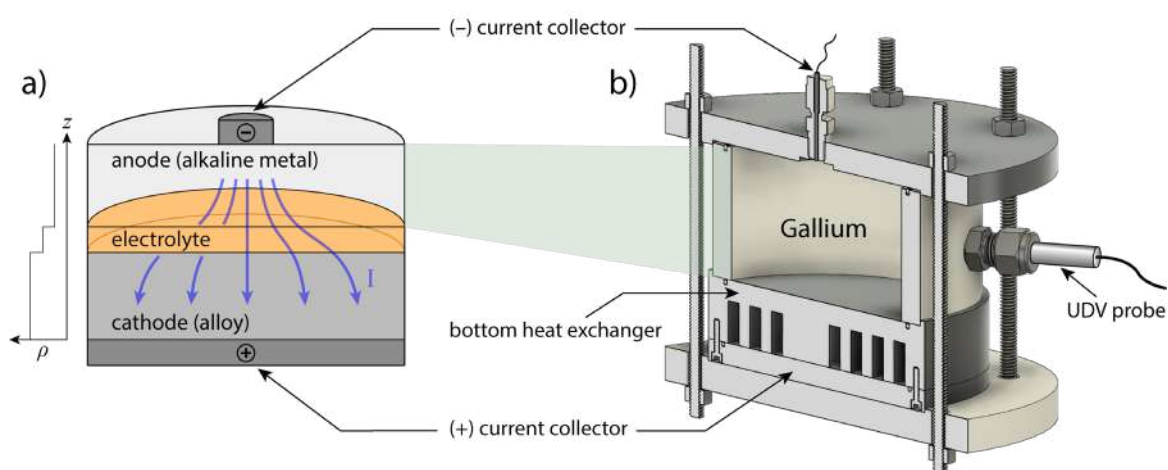 (–) current collector
a)
b)
z
anode (alkaline metal)
electrolyte
I
cathode (alloy)
ρ
Gallium
bottom heat exchanger
UDV probe
(+) current collector